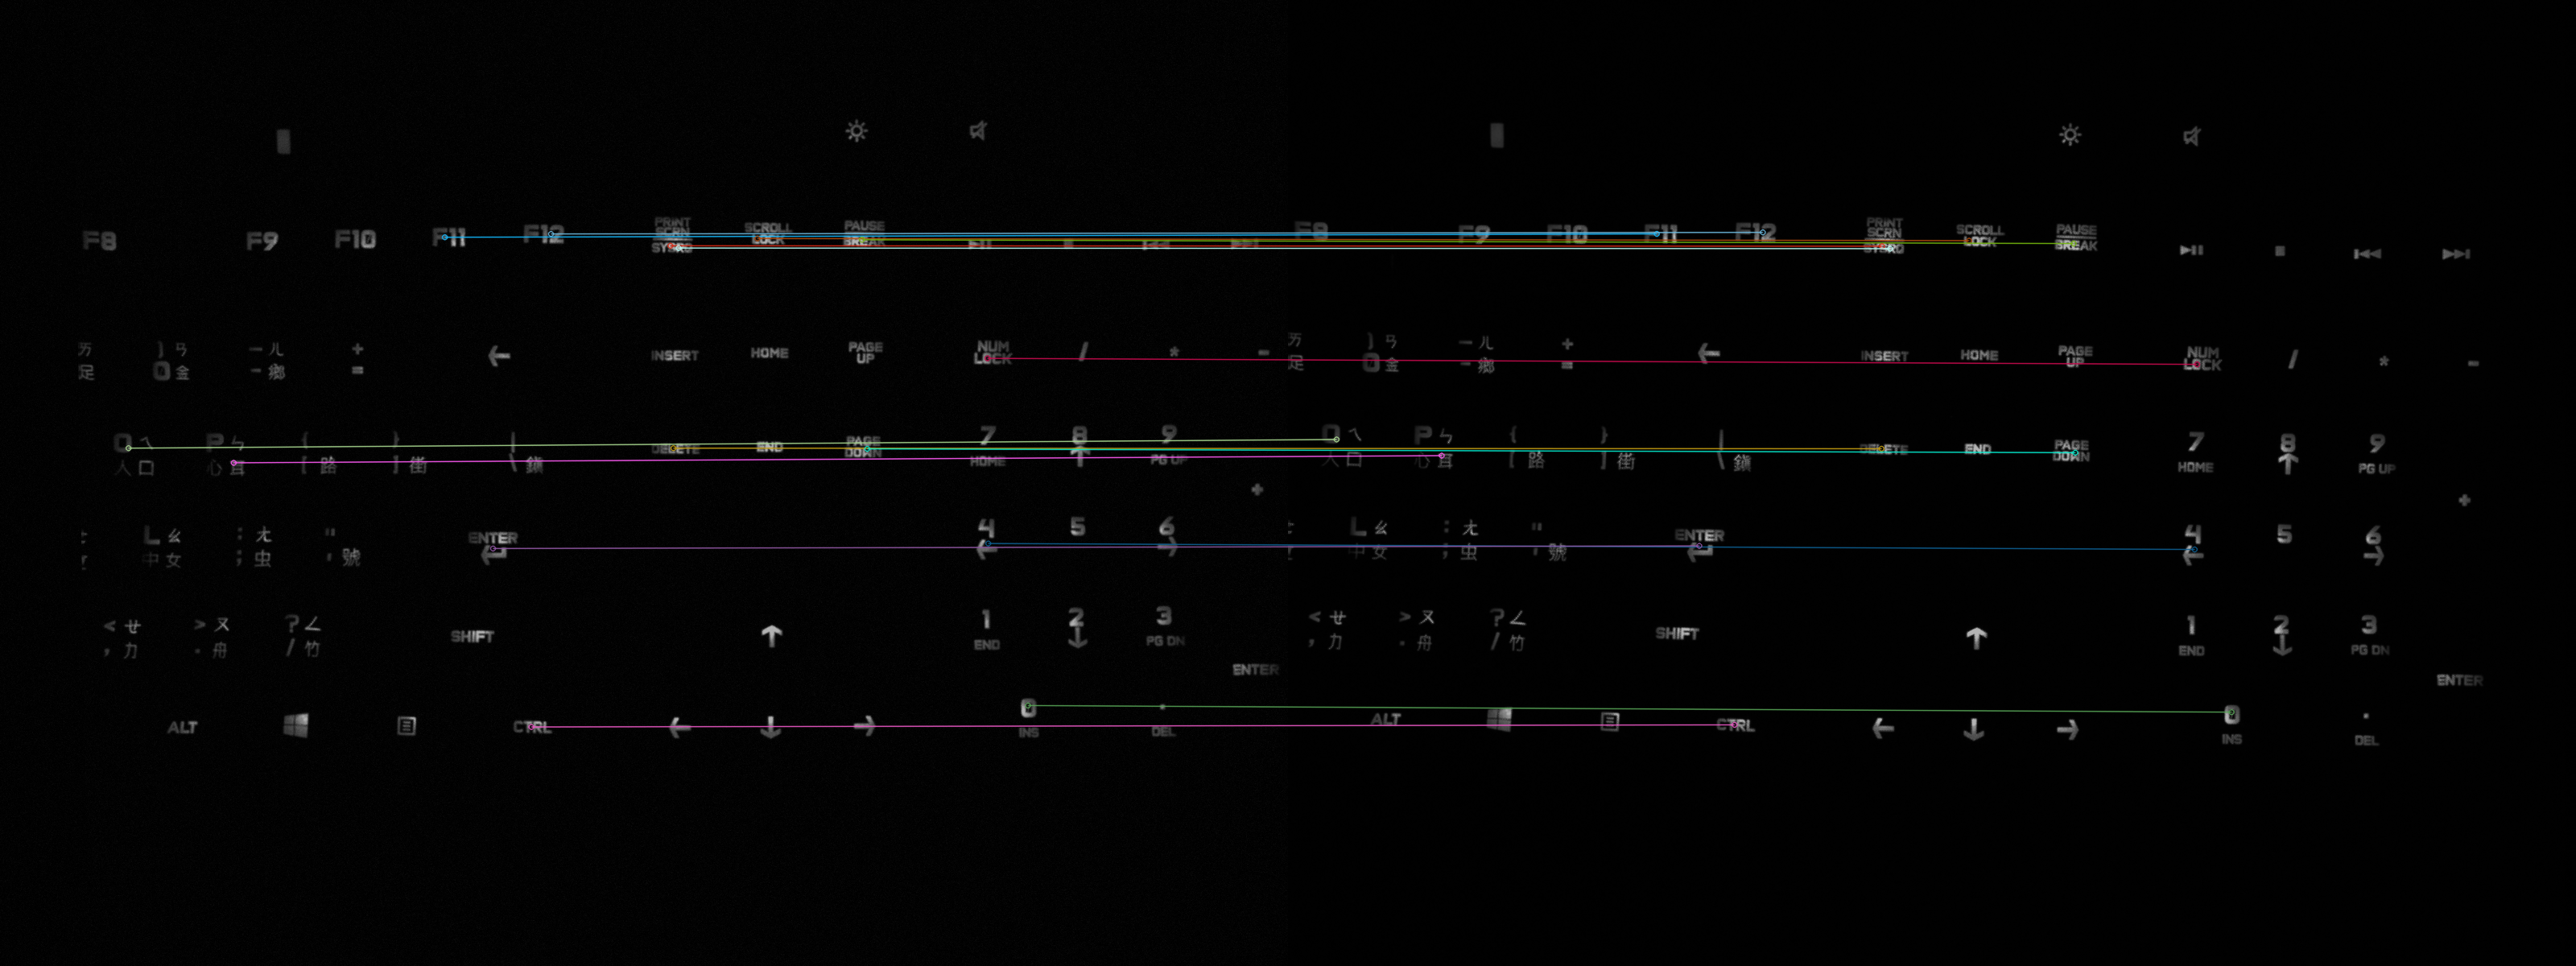 F8 F9 F10 F11 F12 PRINT SCRN SYSRQ SCROLL LOCK PAUSE BREAK
F8 F9 F10 F11 F12 PRINT SCRN SYSRQ SCROLL LOCK PAUSE BREAK
ㄞ ) ㄢ — ㄦ +
足 0 金 - 鄉 =
← INSERT HOME PAGE UP NUM LOCK / * -
ㄞ ) ㄢ — ㄦ +
足 0 金 - 鄉 =
← INSERT HOME PAGE UP NUM LOCK / * -
O ㄟ P ㄣ { } |
人 口 心 耳 [ 路 ] 街 \ 鎮
DELETE END PAGE DOWN 7 HOME 8 ↑ 9 PG UP
+
O ㄟ P ㄣ { } |
人 口 心 耳 [ 路 ] 街 \ 鎮
DELETE END PAGE DOWN 7 HOME 8 ↑ 9 PG UP
+
L ㄠ : ㄤ "
中 女 ; 虫 ' 號
ENTER 4 ← 5 6 →
L ㄠ : ㄤ "
中 女 ; 虫 ' 號
ENTER 4 ← 5 6 →
< ㄝ > ㄡ ? ㄥ
, 力 . 舟 / 竹
SHIFT ↑ 1 END 2 ↓ 3 PG DN
ENTER
< ㄝ > ㄡ ? ㄥ
, 力 . 舟 / 竹
SHIFT ↑ 1 END 2 ↓ 3 PG DN
ENTER
ALT CTRL ← ↓ → 0 INS . DEL
ALT CTRL ← ↓ → 0 INS . DEL